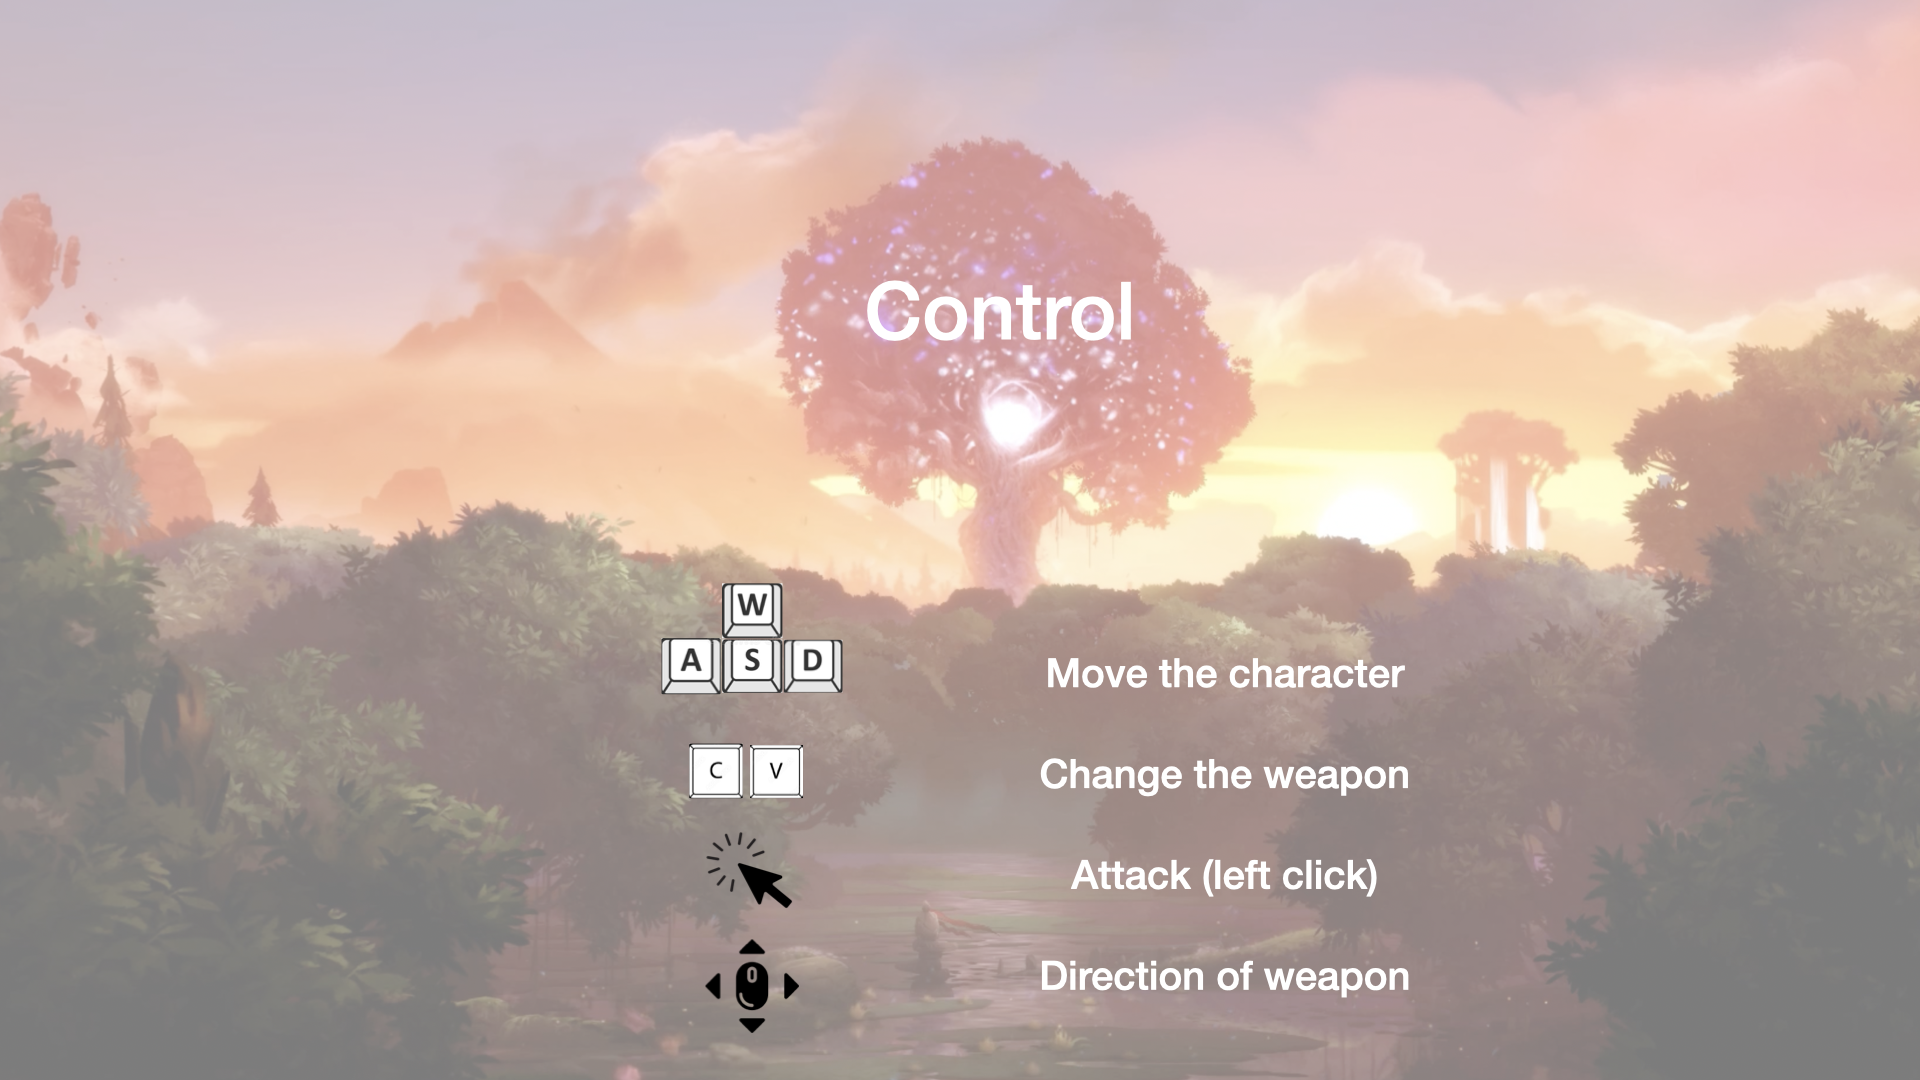 Control
W
A S D
Move the character
C V
Change the weapon
Attack (left click)
Direction of weapon